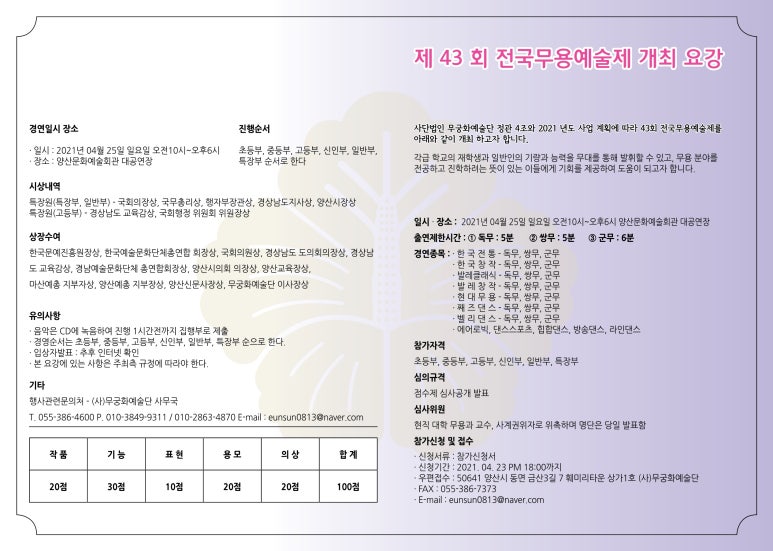 제 43 회 전국무용예술제 개최 요강
경연일시 장소
· 일시 : 2021년 04월 25일 일요일 오전10시~오후6시
· 장소 : 양산문화예술회관 대공연장
진행순서
초등부, 중등부, 고등부, 신인부, 일반부,
특장부 순서로 한다
시상내역
특장원(특장부, 일반부) - 국회의장상, 국무총리상, 행자부장관상, 경상남도지사상, 양산시장상
특장원(고등부) - 경상남도 교육감상, 국회행정 위원회 위원장상
상장수여
한국문예진흥원장상, 한국예술문화단체총연합 회장상, 국회의원상, 경상남도 도의회의장상, 경상남
도 교육감상, 경남예술문화단체 총연합회장상, 양산시의회 의장상, 양산교육장상,
마산예총 지부장상, 양산예총 지부장상, 양산신문사장상, 무궁화예술단 이사장상
유의사항
· 음악은 CD에 녹음하여 진행 1시간전까지 집행부로 제출
· 경영순서는 초등부, 중등부, 고등부, 신인부, 일반부, 특장부 순으로 한다.
· 입상자발표 : 추후 인터넷 확인
· 본 요강에 있는 사항은 주최측 규정에 따라야 한다.
기타
행사관련문의처 - (사)무궁화예술단 사무국
T. 055-386-4600 P. 010-3849-9311 / 010-2863-4870 E-mail : eunsun0813@naver.com
작 품 기 능 표 현 용 모 의 상 합 계
20점 30점 10점 20점 20점 100점
사단법인 무궁화예술단 정관 4조와 2021 년도 사업 계획에 따라 43회 전국무용예술제를
아래와 같이 개최 하고자 합니다.
각급 학교의 재학생과 일반인의 기량과 능력을 무대를 통해 발휘할 수 있고, 무용 분야를
전공하고 진학하려는 뜻이 있는 이들에게 기회를 제공하여 도움이 되고자 합니다.
일시 · 장소 : 2021년 04월 25일 일요일 오전10시~오후6시 양산문화예술회관 대공연장
출연제한시간 : ① 독무 : 5분 ② 쌍무 : 5분 ③ 군무 : 6분
경연종목 : · 한 국 전 통 - 독무, 쌍무, 군무
· 한 국 창 작 - 독무, 쌍무, 군무
· 발레클래식 - 독무, 쌍무, 군무
· 발 레 창 작 - 독무, 쌍무, 군무
· 현 대 무 용 - 독무, 쌍무, 군무
· 째 즈 댄 스 - 독무, 쌍무, 군무
· 벨 리 댄 스 - 독무, 쌍무, 군무
· 에어로빅, 댄스스포츠, 힙합댄스, 방송댄스, 라인댄스
참가자격
초등부, 중등부, 고등부, 신인부, 일반부, 특장부
심의규격
점수제 심사공개 발표
심사위원
현직 대학 무용과 교수, 사계권위자로 위촉하며 명단은 당일 발표함
참가신청 및 접수
· 신청서류 : 참가신청서
· 신청기간 : 2021. 04. 23 PM 18:00까지
· 우편접수 : 50641 양산시 동면 금산3길 7 훼미리타운 상가1호 (사)무궁화예술단
· FAX : 055-386-7373
· E-mail : eunsun0813@naver.com